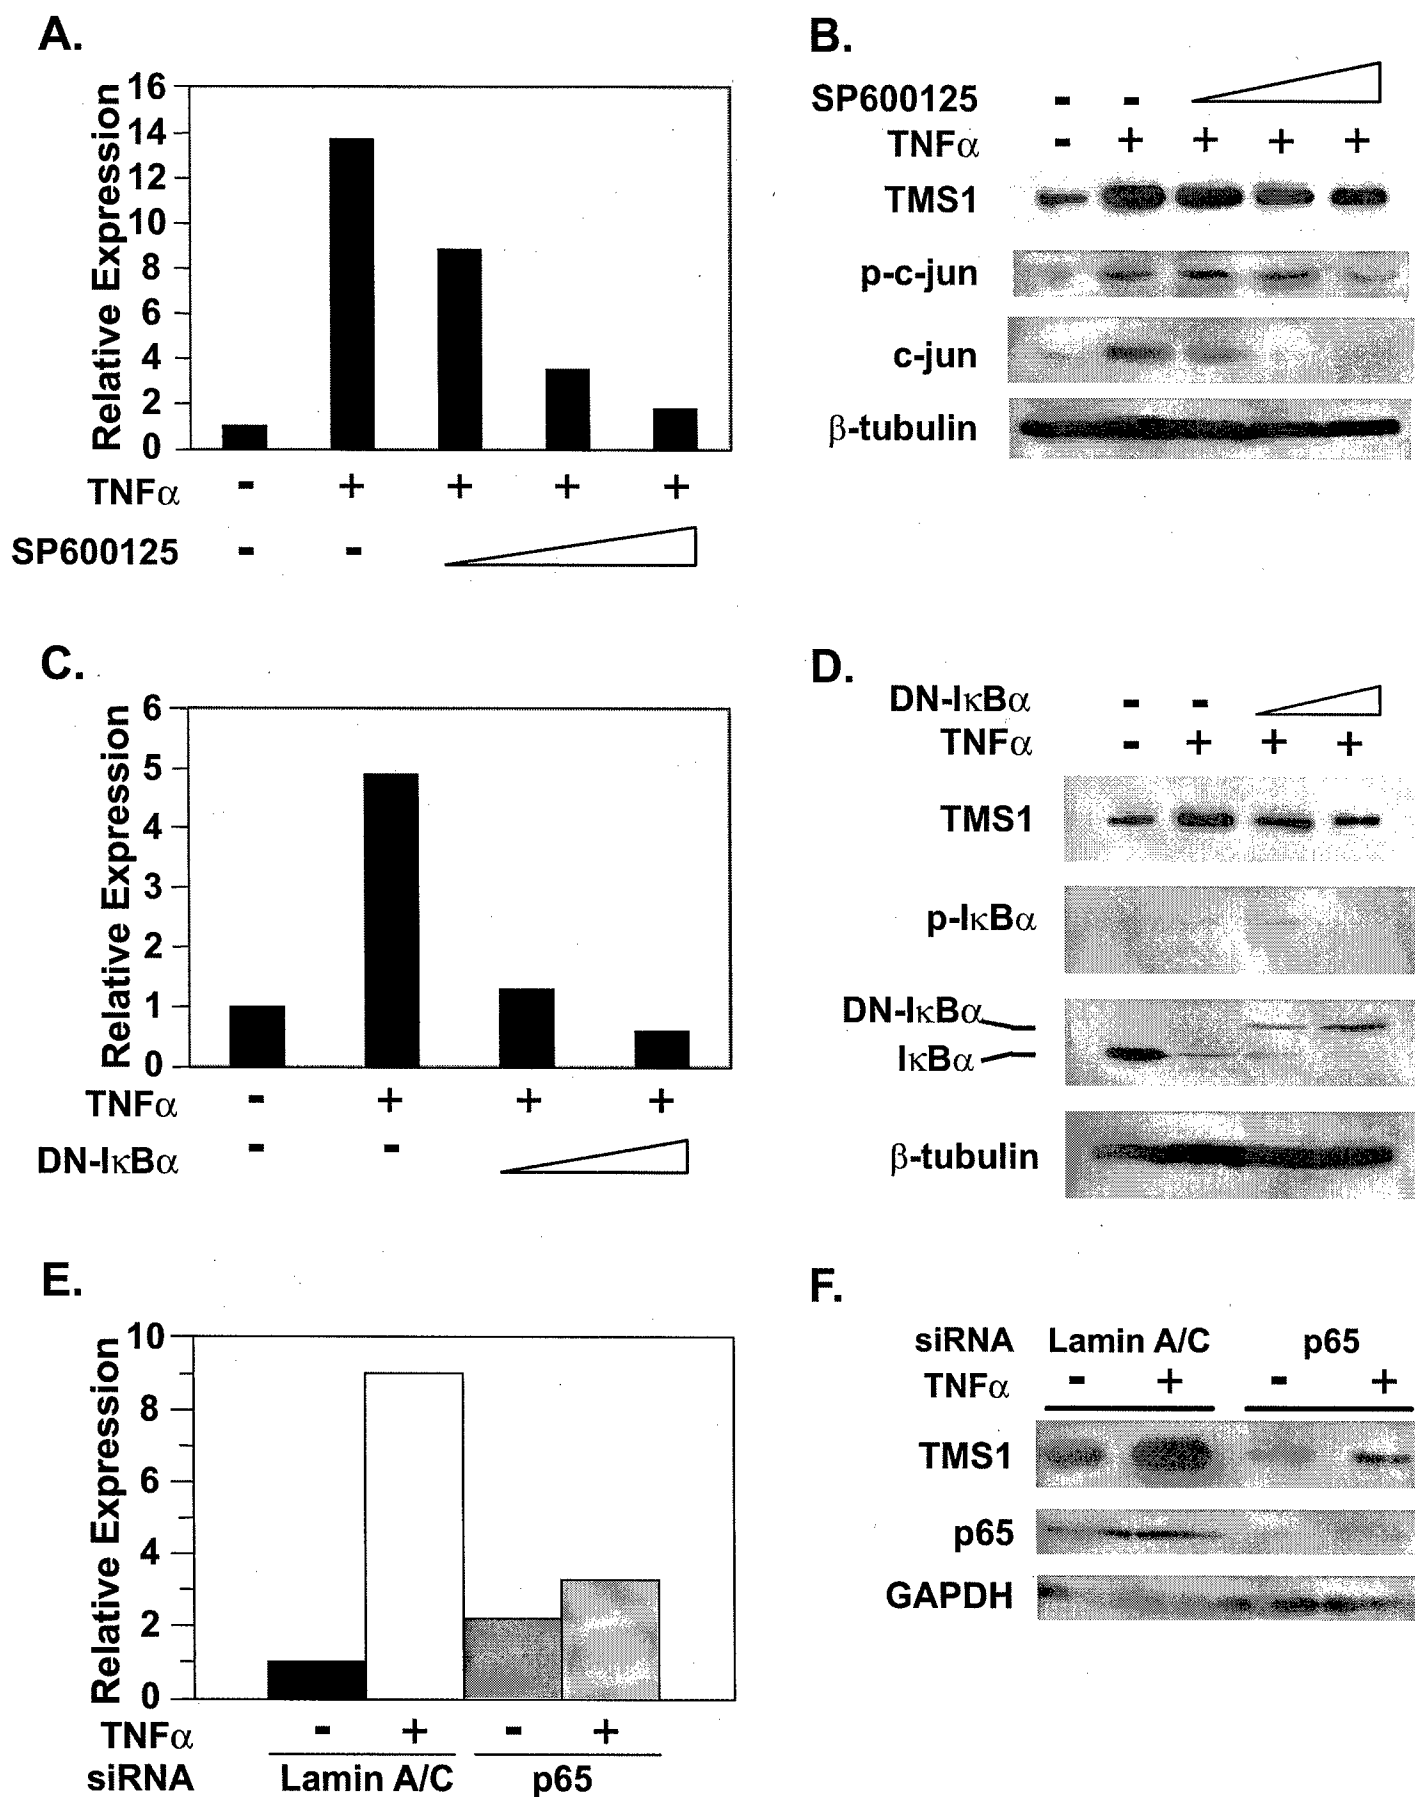 A.
Relative Expression
16
14
12
10
8
6
4
2
0
TNFα - + + + +
SP600125 - -
B.
SP600125 - -
TNFα - + + + +
TMS1
p-c-jun
c-jun
β-tubulin
C.
Relative Expression
6
5
4
3
2
1
0
TNFα - + + +
DN-IκBα - -
D.
DN-IκBα - -
TNFα - + + +
TMS1
p-IκBα
DN-IκBα
IκBα
β-tubulin
E.
Relative Expression
10
8
6
4
2
0
TNFα - + - +
siRNA Lamin A/C p65
F.
siRNA Lamin A/C p65
TNFα - + - +
TMS1
p65
GAPDH